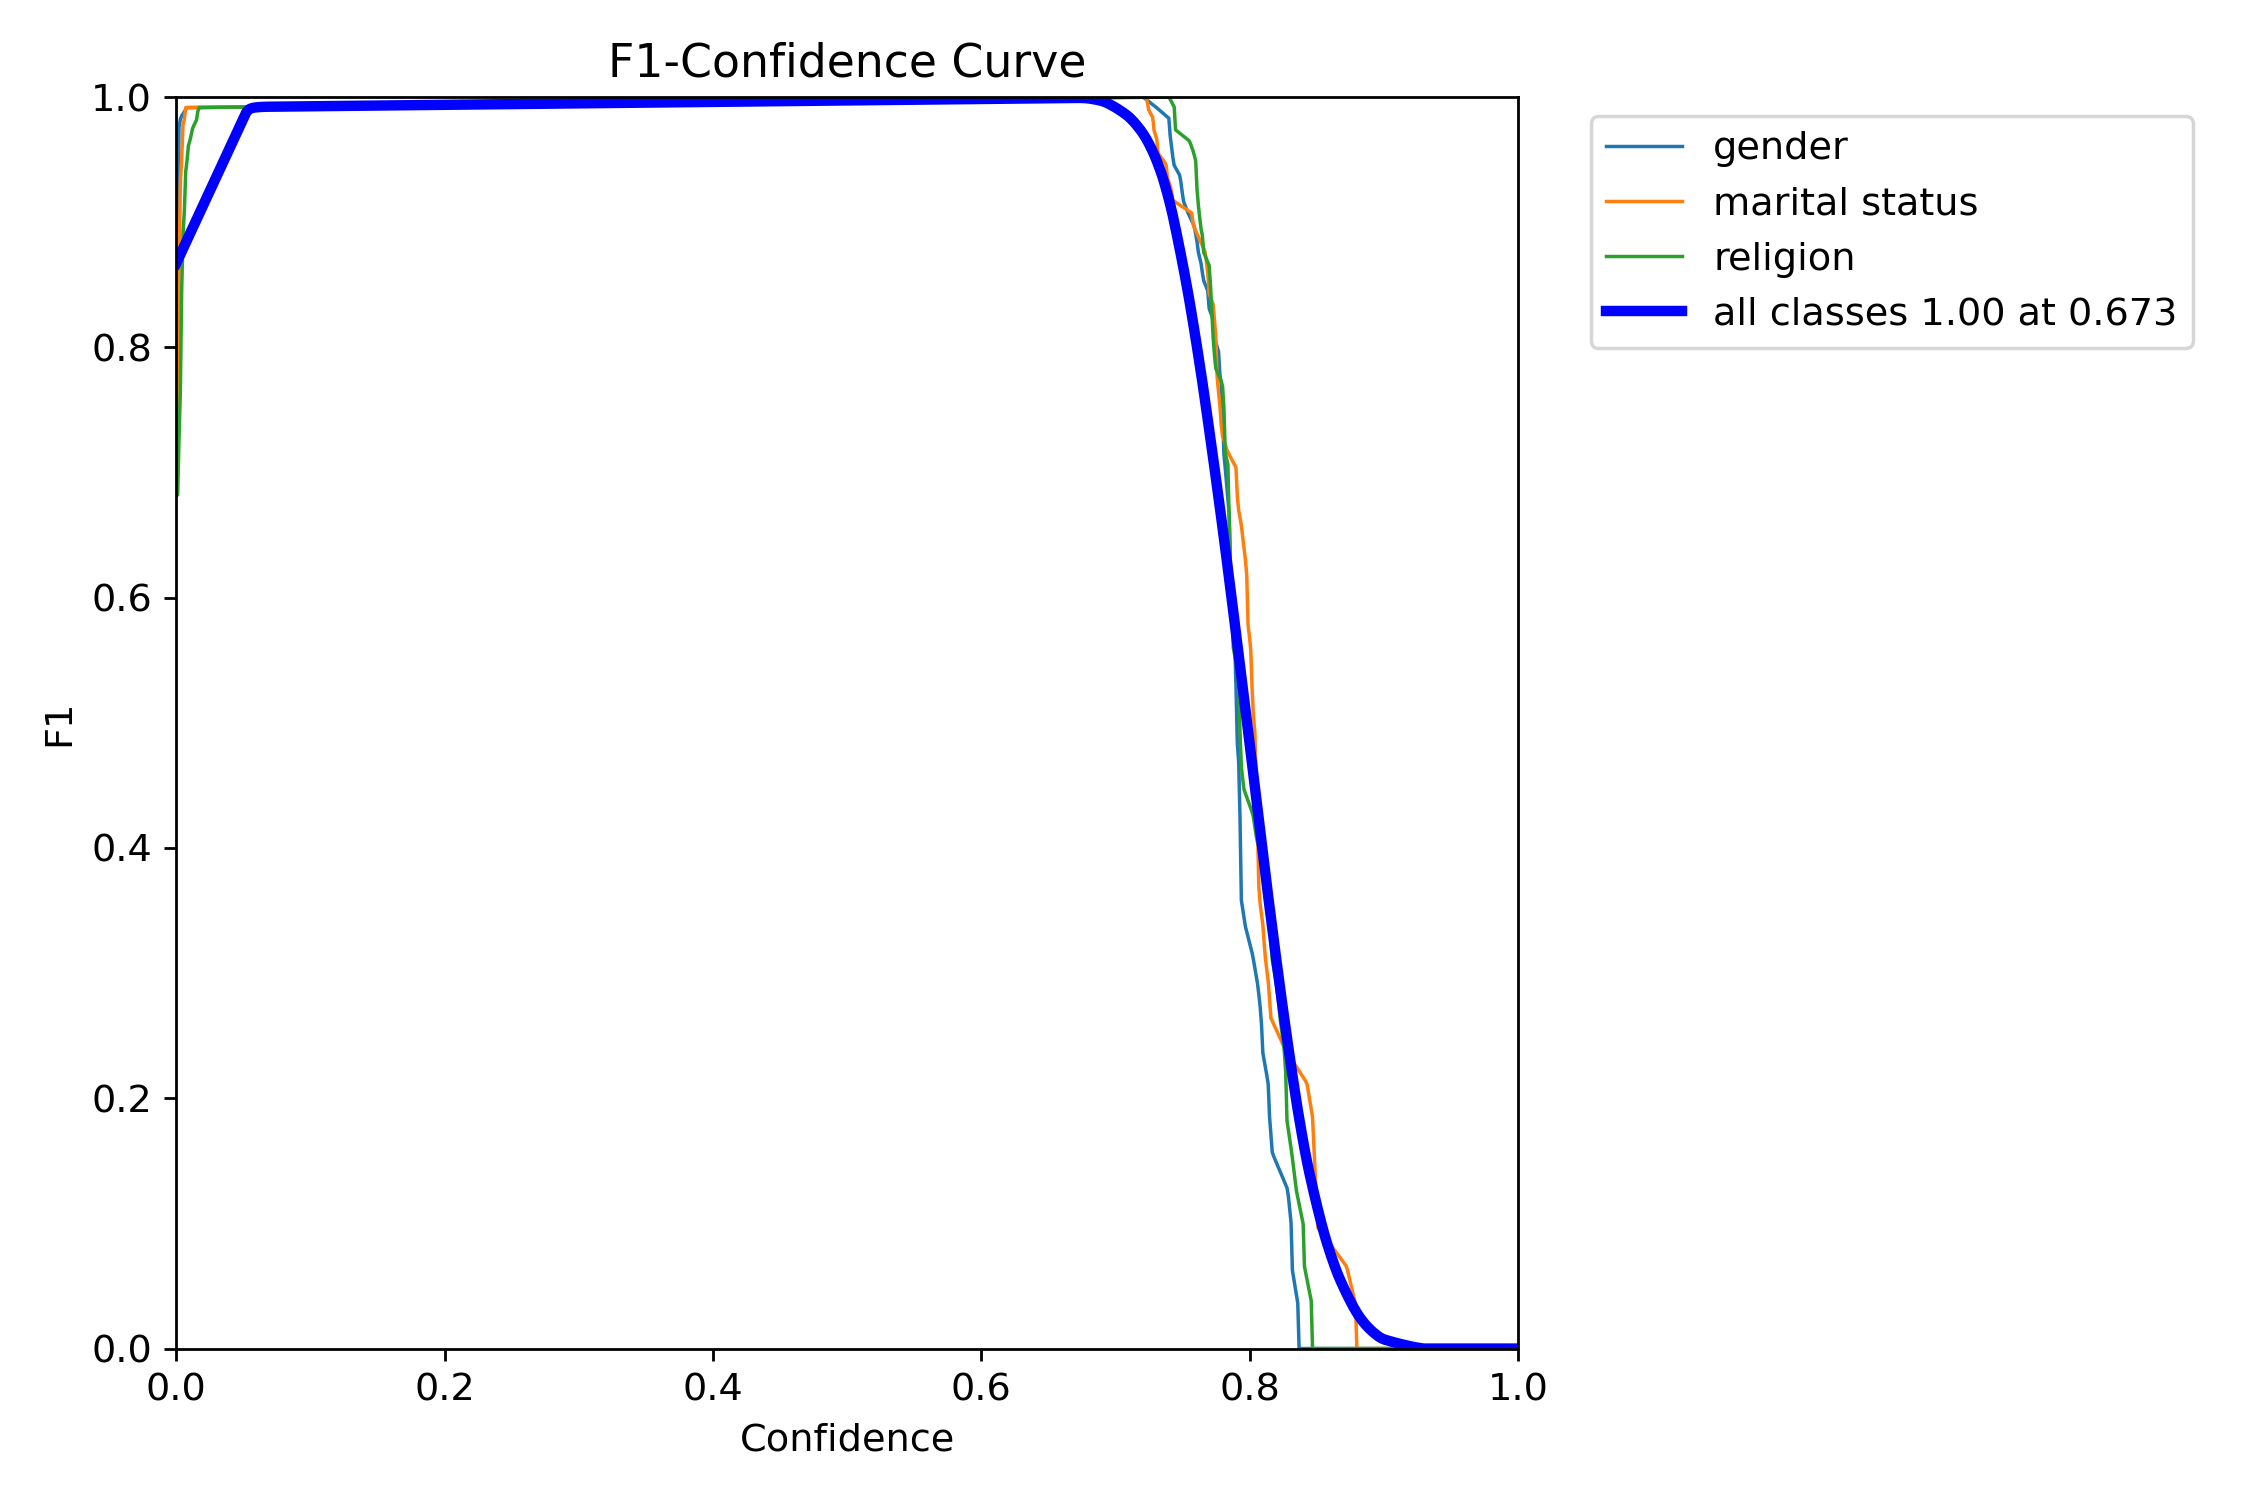 F1-Confidence Curve
1.0
0.8
0.6
0.4
0.2
0.0
F1
0.0 0.2 0.4 0.6 0.8 1.0
Confidence
gender
marital status
religion
all classes 1.00 at 0.673